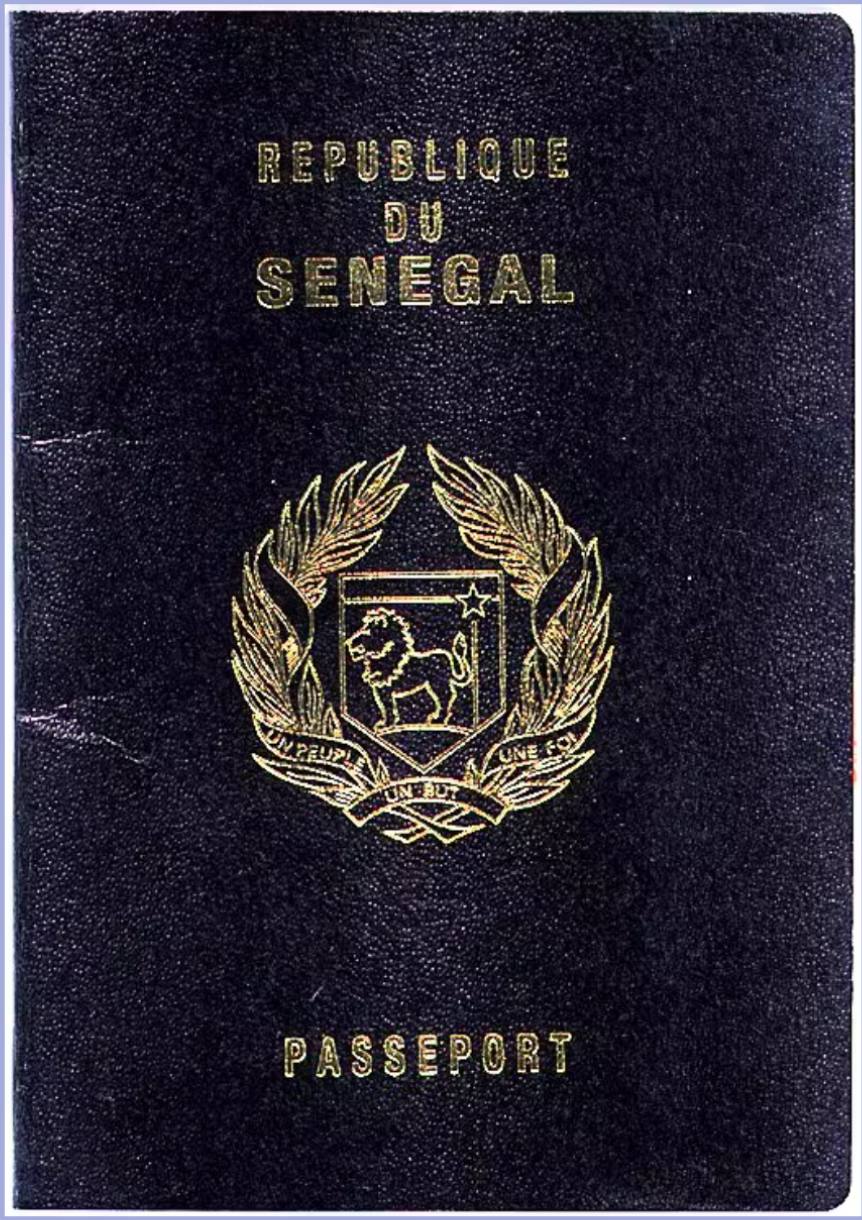 REPUBLIQUE
DU
SENEGAL
UN PEUPLE
UN BUT
UNE FOI
PASSEPORT